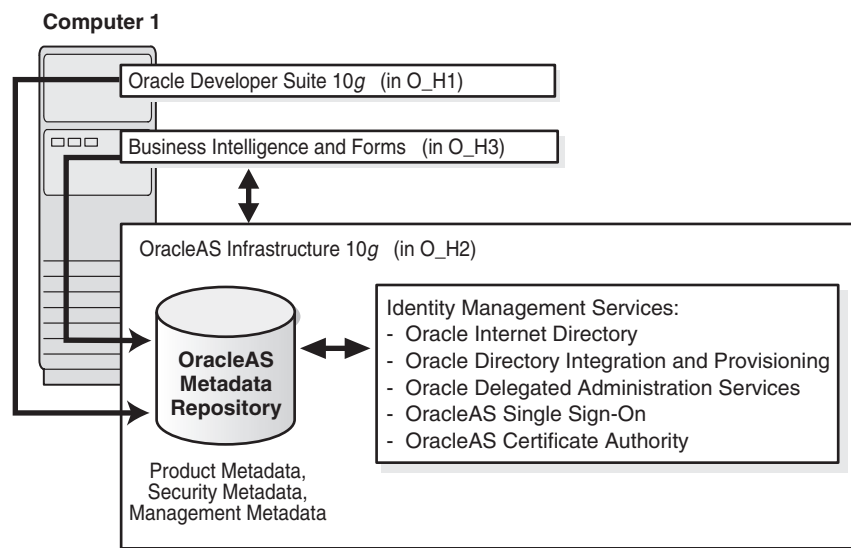 Computer 1
Oracle Developer Suite 10g (in O_H1)
Business Intelligence and Forms (in O_H3)
OracleAS Infrastructure 10g (in O_H2)
OracleAS
Metadata
Repository
Product Metadata,
Security Metadata,
Management Metadata
Identity Management Services:
- Oracle Internet Directory
- Oracle Directory Integration and Provisioning
- Oracle Delegated Administration Services
- OracleAS Single Sign-On
- OracleAS Certificate Authority